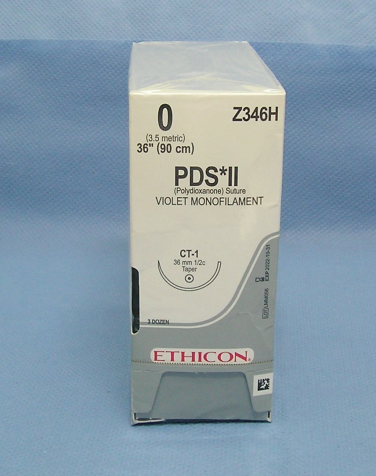 0
Z346H
(3.5 metric)
36" (90 cm)
PDS*II
(Polydioxanone) Suture
VIOLET MONOFILAMENT
CT-1
36 mm 1/2c
Taper
3 DOZEN
ETHICON